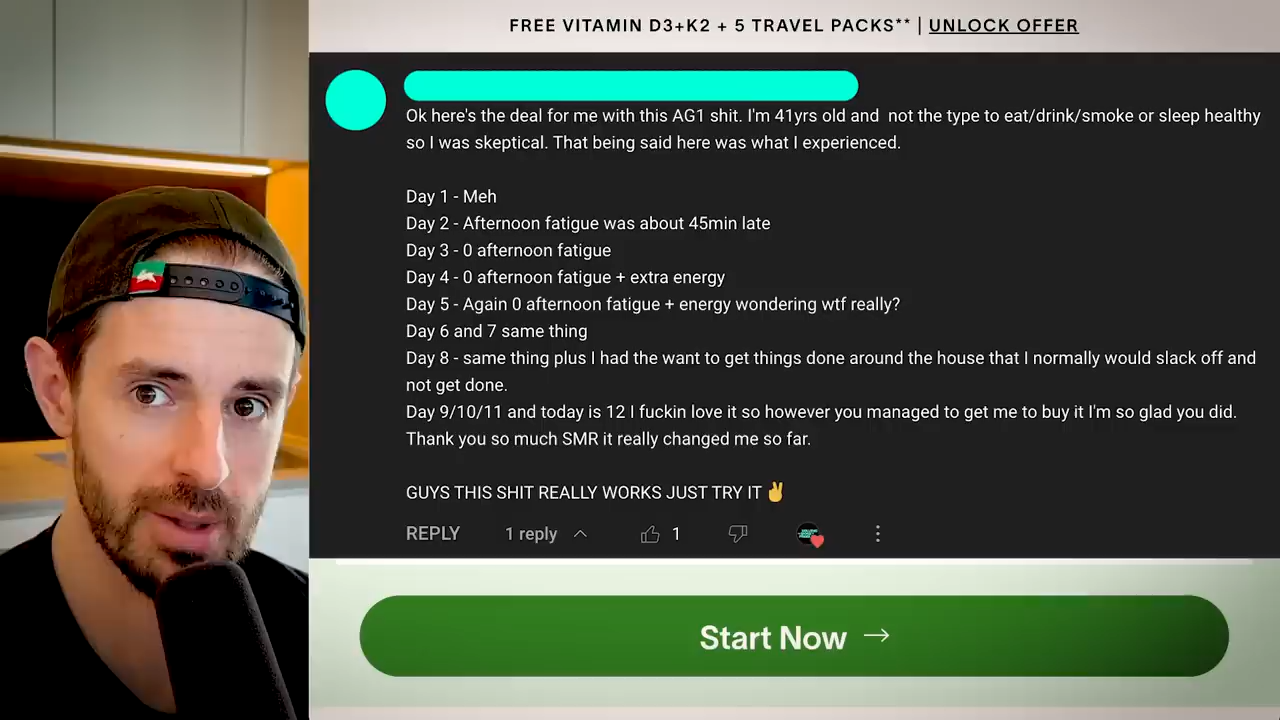 FREE VITAMIN D3+K2 + 5 TRAVEL PACKS** | UNLOCK OFFER
Ok here's the deal for me with this AG1 shit. I'm 41yrs old and  not the type to eat/drink/smoke or sleep healthy
so I was skeptical. That being said here was what I experienced.
Day 1 - Meh
Day 2 - Afternoon fatigue was about 45min late
Day 3 - 0 afternoon fatigue
Day 4 - 0 afternoon fatigue + extra energy
Day 5 - Again 0 afternoon fatigue + energy wondering wtf really?
Day 6 and 7 same thing
Day 8 - same thing plus I had the want to get things done around the house that I normally would slack off and
not get done.
Day 9/10/11 and today is 12 I fuckin love it so however you managed to get me to buy it I'm so glad you did.
Thank you so much SMR it really changed me so far.
GUYS THIS SHIT REALLY WORKS JUST TRY IT ✌
REPLY 1 reply 1
Start Now →